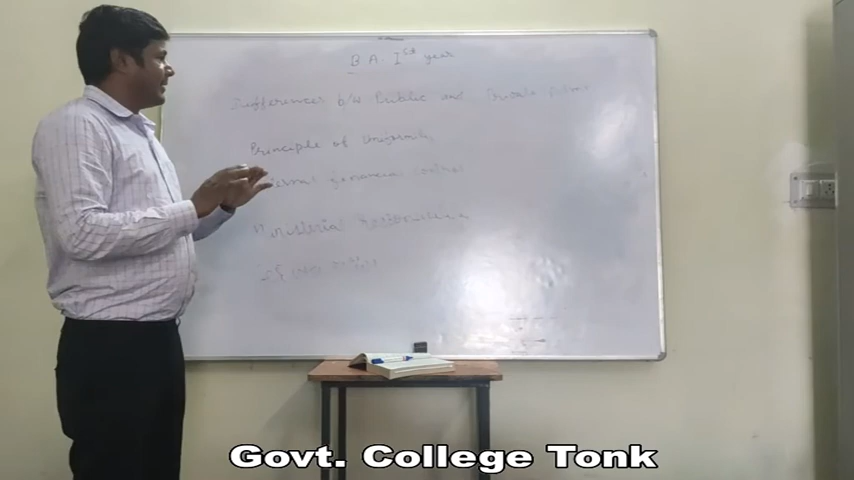 B.A. Ist year
Differences b/w Public and Private Admn
Principle of Uniformity
financial control
Ministerial Responsibility
Govt. College Tonk